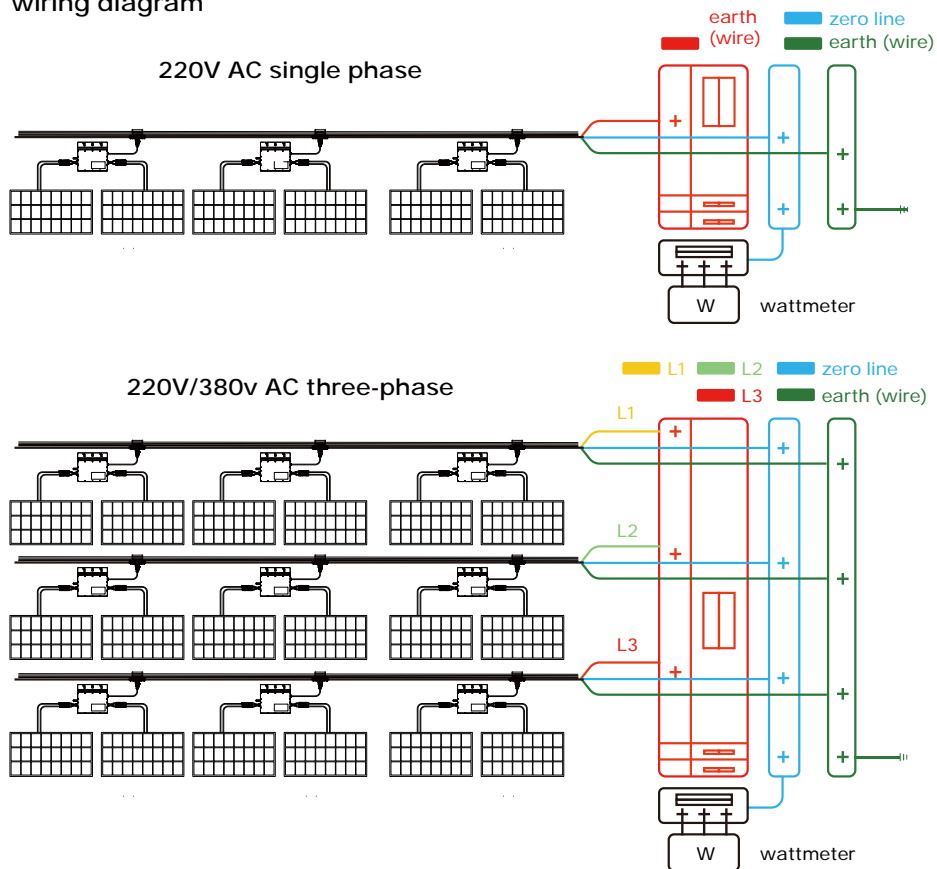 wiring diagram
earth
(wire)
zero line
earth (wire)
220V AC single phase
W
wattmeter
220V/380v AC three-phase
L1
L2
zero line
L3
earth (wire)
L1
L2
L3
W
wattmeter